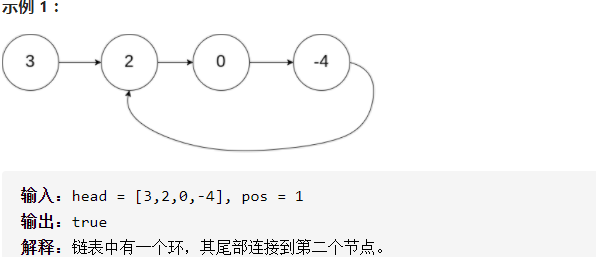 示例 1：
3 2 0 -4
输入：head = [3,2,0,-4], pos = 1
输出：true
解释：链表中有一个环，其尾部连接到第二个节点。